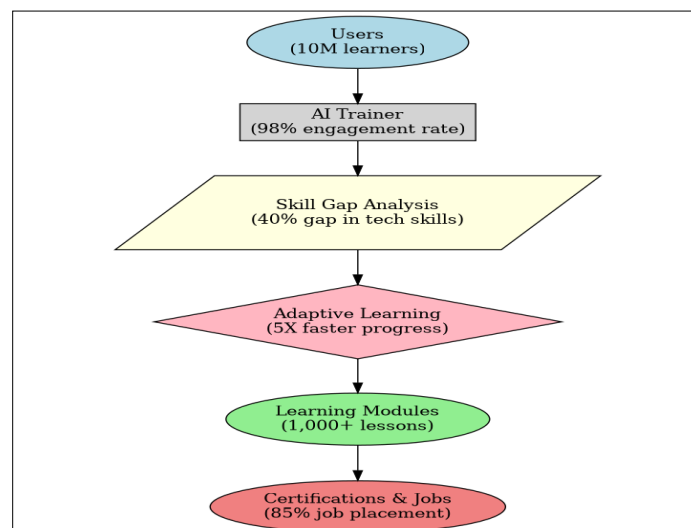 Users
(10M learners)
AI Trainer
(98% engagement rate)
Skill Gap Analysis
(40% gap in tech skills)
Adaptive Learning
(5X faster progress)
Learning Modules
(1,000+ lessons)
Certifications & Jobs
(85% job placement)